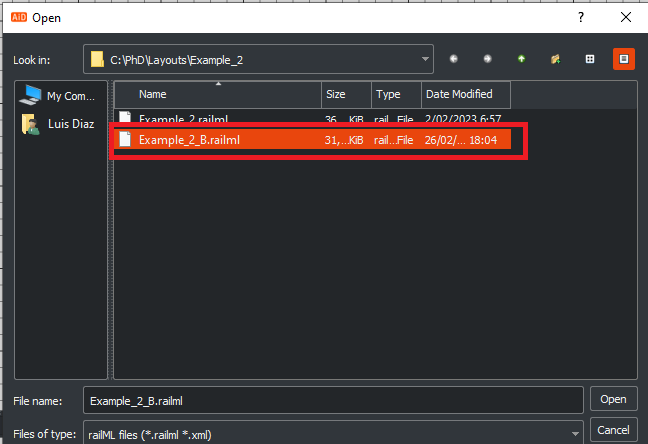 AID Open ? X
Look in: C:\PhD\Layouts\Example_2
My Com... Name Size Type Date Modified
Luis Diaz Example_2.railml 36... KiB rail...File 2/02/2023 6:57
Example_2_B.railml 31,...KiB rail...File 26/02/... 18:04
File name: Example_2_B.railml Open
Files of type: railML files (*.railml *.xml) Cancel